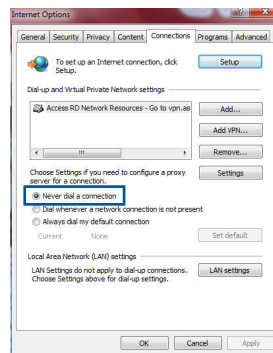 Internet Options
General Security Privacy Content Connections Programs Advanced
To set up an Internet connection, click
Setup.
Setup
Dial-up and Virtual Private Network settings
Access RD Network Resources - Go to vpn.as
Add...
Add VPN...
Remove...
Choose Settings if you need to configure a proxy
server for a connection.
Settings
Never dial a connection
Dial whenever a network connection is not present
Always dial my default connection
Current None
Set default
Local Area Network (LAN) settings
LAN Settings do not apply to dial-up connections.
Choose Settings above for dial-up settings.
LAN settings
OK Cancel Apply